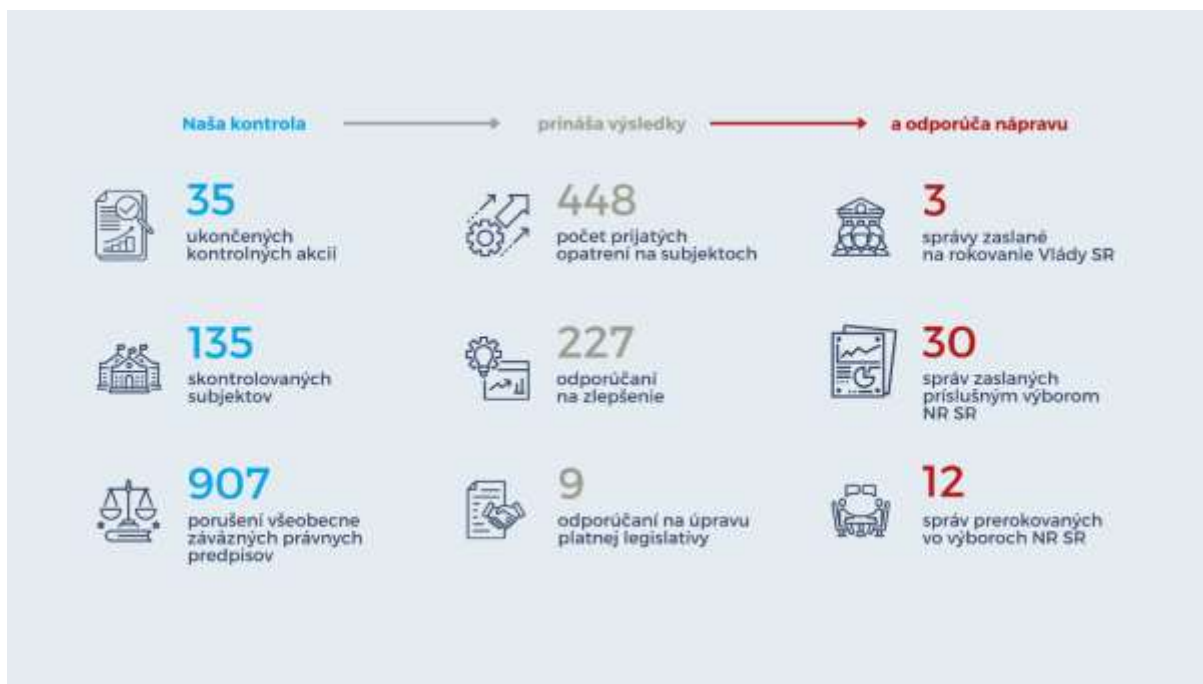 Naša kontrola
prináša výsledky
a odporúča nápravu
35
ukončených
kontrolných akcií
448
počet prijatých
opatrení na subjektoch
3
správy zaslané
na rokovanie Vlády SR
135
skontrolovaných
subjektov
227
odporúčaní
na zlepšenie
30
správ zaslaných
príslušným výborom
NR SR
907
porušení všeobecne
záväzných právnych
predpisov
9
odporúčaní na úpravu
platnej legislatívy
12
správ prerokovaných
vo výboroch NR SR